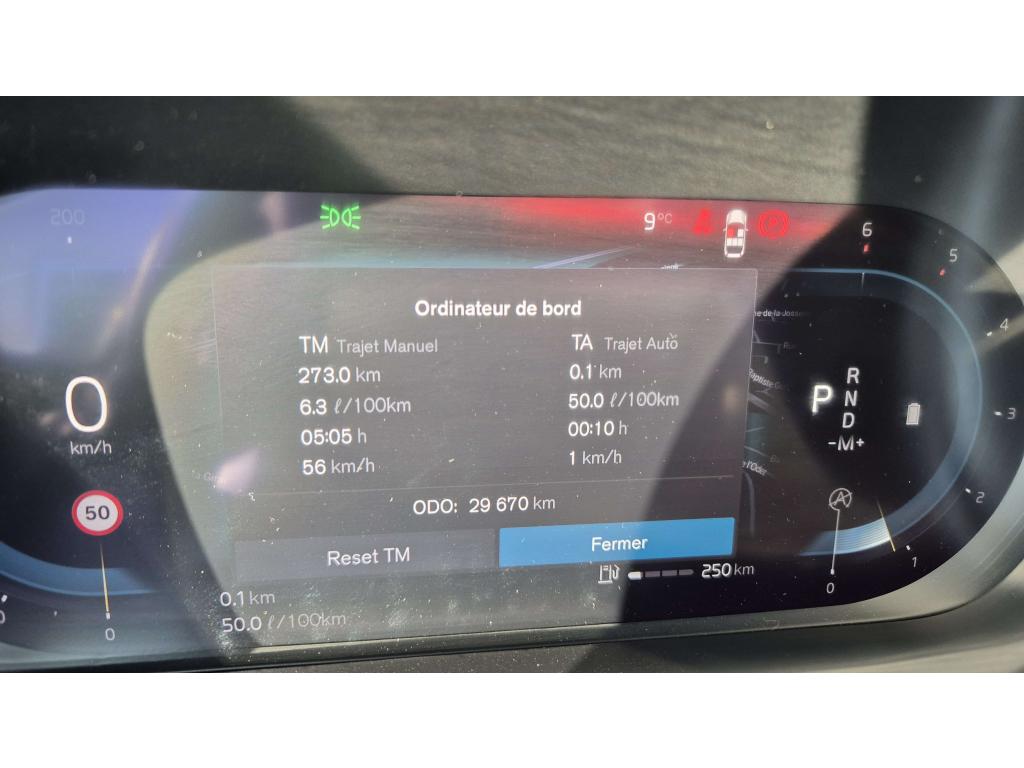 200
9°C
6
5
4
3
2
1
0
Ordinateur de bord
TM Trajet Manuel
273.0 km
6.3 ℓ/100km
05:05 h
56 km/h
TA Trajet Auto
0.1 km
50.0 ℓ/100km
00:10 h
1 km/h
ODO: 29 670 km
Reset TM
Fermer
0
km/h
50
0
P
R
N
D
-M+
A
250 km
0.1 km
50.0 ℓ/100km